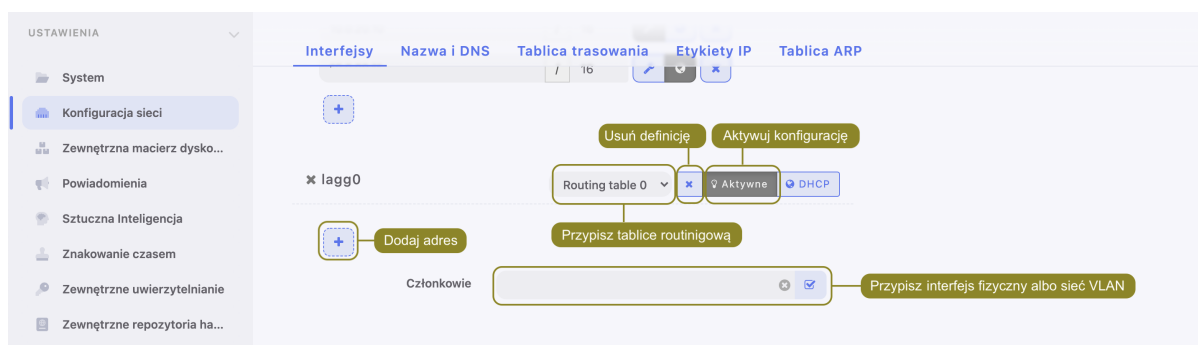 USTAWIENIA
Interfejsy Nazwa i DNS Tablica trasowania Etykiety IP Tablica ARP
/ 16
System
Konfiguracja sieci
Zewnętrzna macierz dysko...
Powiadomienia
Sztuczna Inteligencja
Znakowanie czasem
Zewnętrzne uwierzytelnianie
Zewnętrzne repozytoria ha...
+
Usuń definicję Aktywuj konfigurację
lagg0 Routing table 0 Aktywne DHCP
Przypisz tablice routinigową
+ Dodaj adres
Członkowie Przypisz interfejs fizyczny albo sieć VLAN